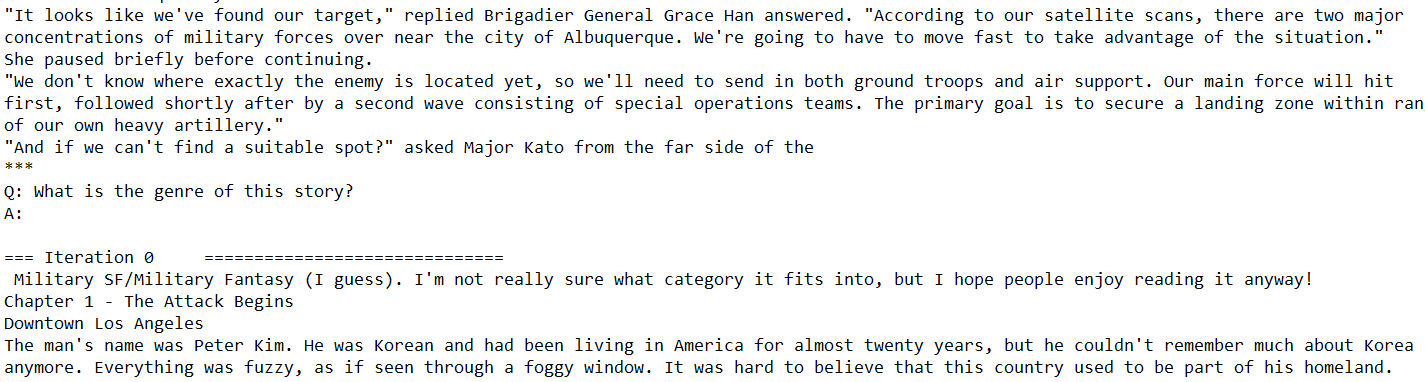 "It looks like we've found our target," replied Brigadier General Grace Han answered. "According to our satellite scans, there are two major
concentrations of military forces over near the city of Albuquerque. We're going to have to move fast to take advantage of the situation."
She paused briefly before continuing.
"We don't know where exactly the enemy is located yet, so we'll need to send in both ground troops and air support. Our main force will hit
first, followed shortly after by a second wave consisting of special operations teams. The primary goal is to secure a landing zone within ran
of our own heavy artillery."
"And if we can't find a suitable spot?" asked Major Kato from the far side of the
***
Q: What is the genre of this story?
A:
=== Iteration 0     ==============================
Military SF/Military Fantasy (I guess). I'm not really sure what category it fits into, but I hope people enjoy reading it anyway!
Chapter 1 - The Attack Begins
Downtown Los Angeles
The man's name was Peter Kim. He was Korean and had been living in America for almost twenty years, but he couldn't remember much about Korea
anymore. Everything was fuzzy, as if seen through a foggy window. It was hard to believe that this country used to be part of his homeland.